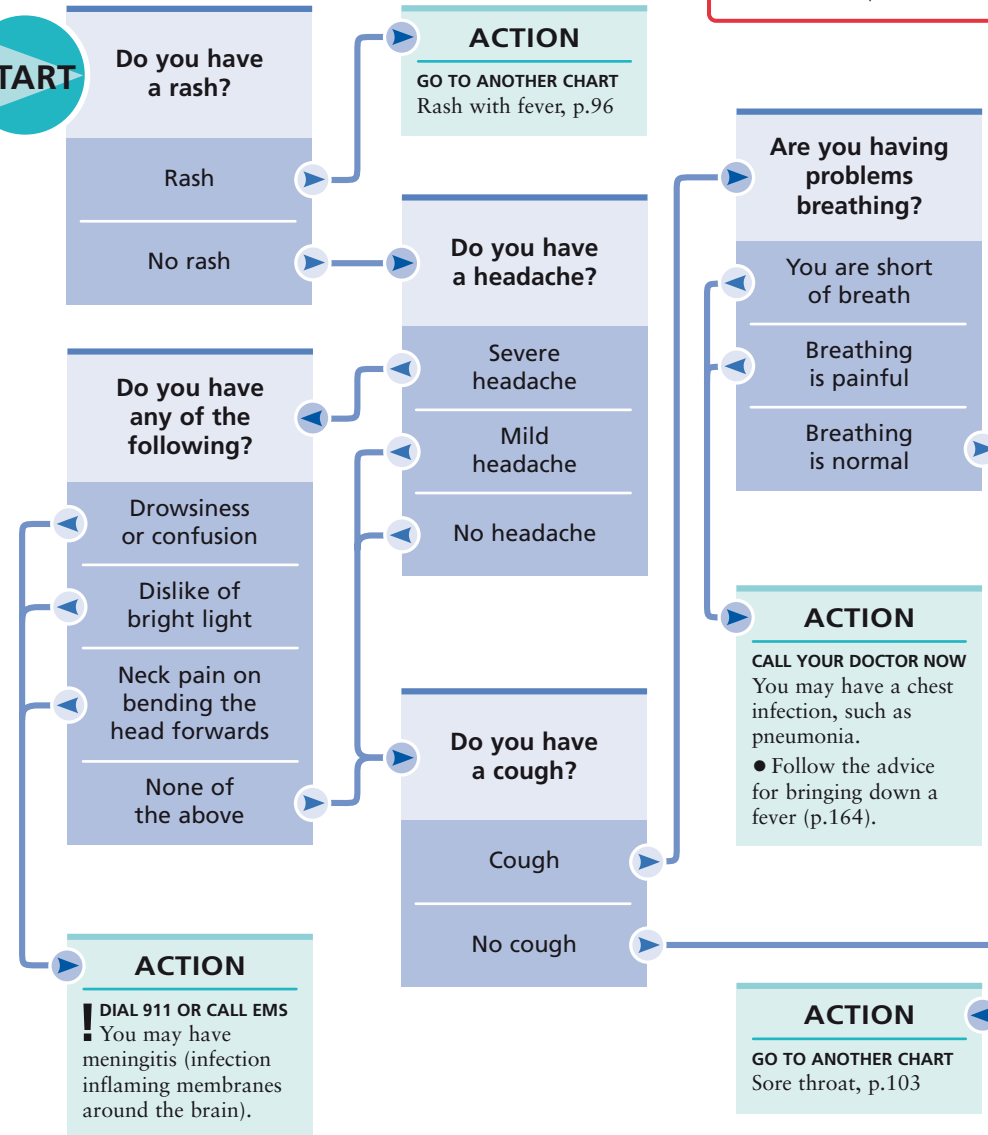 TART
Do you have
a rash?
Rash
No rash
ACTION
GO TO ANOTHER CHART
Rash with fever, p.96
Do you have
a headache?
Severe
headache
Mild
headache
No headache
Do you have
any of the
following?
Drowsiness
or confusion
Dislike of
bright light
Neck pain on
bending the
head forwards
None of
the above
ACTION
! DIAL 911 OR CALL EMS
You may have
meningitis (infection
inflaming membranes
around the brain).
Do you have
a cough?
Cough
No cough
Are you having
problems
breathing?
You are short
of breath
Breathing
is painful
Breathing
is normal
ACTION
CALL YOUR DOCTOR NOW
You may have a chest
infection, such as
pneumonia.
● Follow the advice
for bringing down a
fever (p.164).
ACTION
GO TO ANOTHER CHART
Sore throat, p.103